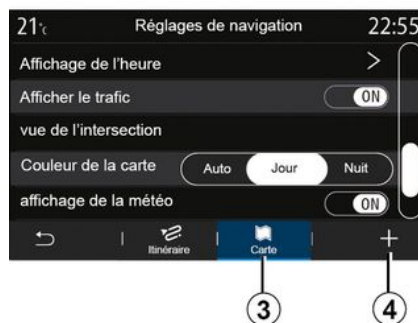 21°c Réglages de navigation 22:55
Affichage de l'heure >
Afficher le trafic ON
vue de l'intersection
Couleur de la carte Auto Jour Nuit
affichage de la météo ON
Itinéraire Carte +
3 4